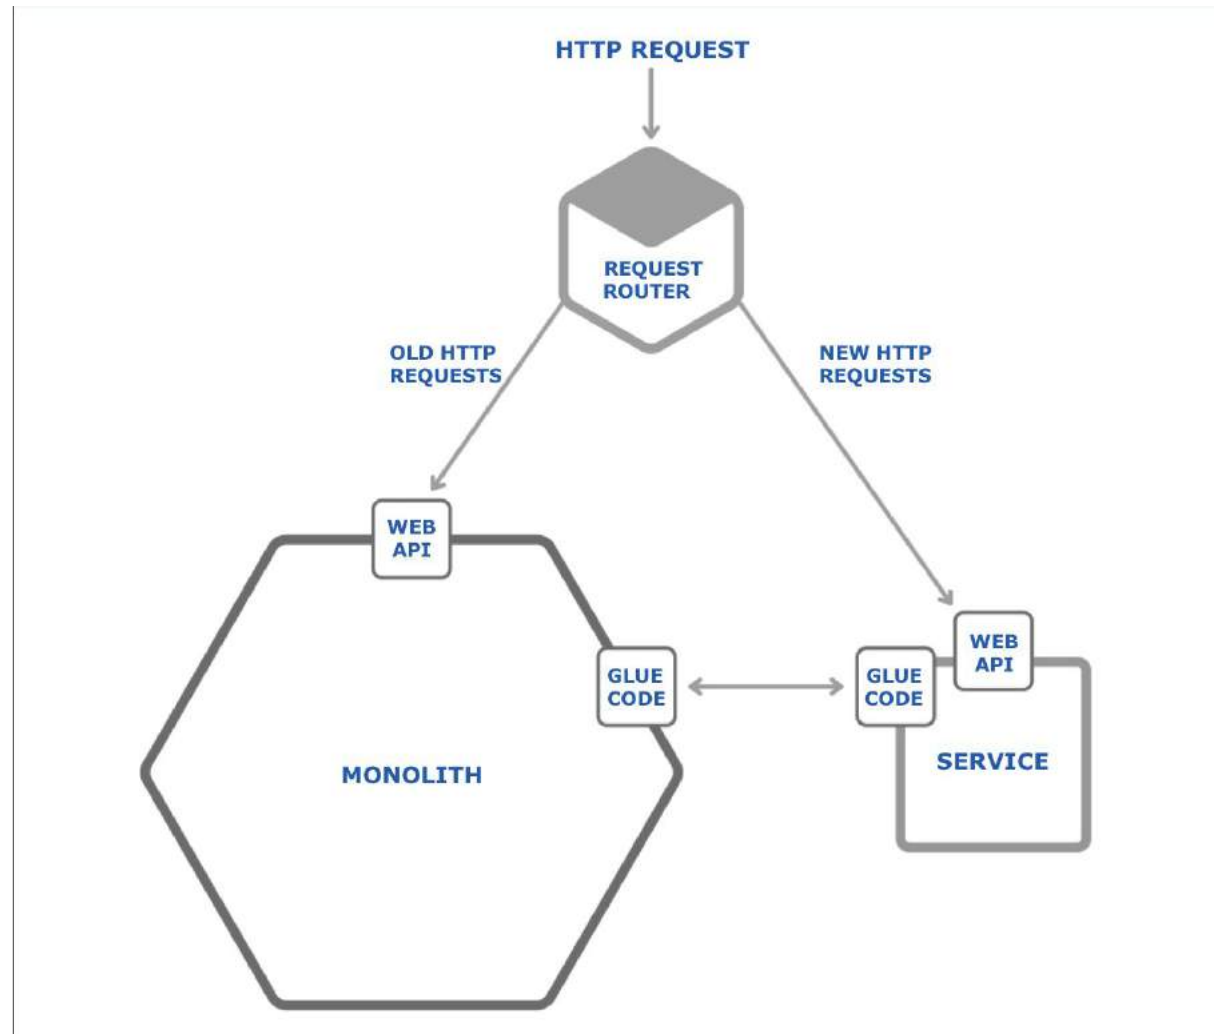 HTTP REQUEST
REQUEST
ROUTER
OLD HTTP
REQUESTS
NEW HTTP
REQUESTS
WEB
API
GLUE
CODE
MONOLITH
GLUE
CODE
WEB
API
SERVICE